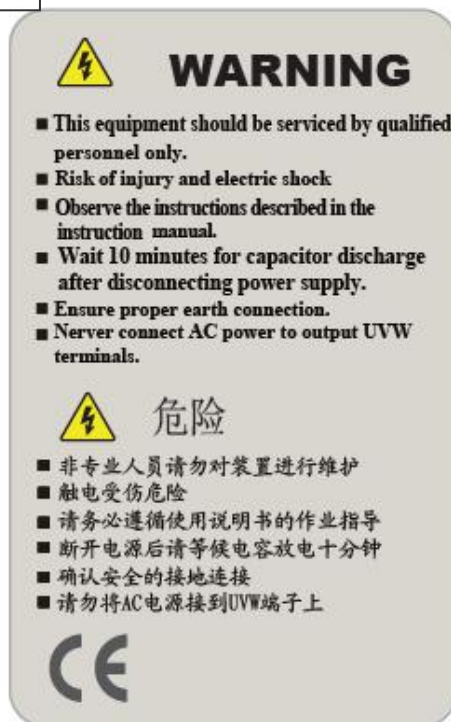 WARNING
■ This equipment should be serviced by qualified
personnel only.
■ Risk of injury and electric shock
■ Observe the instructions described in the
instruction manual.
■ Wait 10 minutes for capacitor discharge
after disconnecting power supply.
■ Ensure proper earth connection.
■ Nerver connect AC power to output UVW
terminals.
危险
■ 非专业人员请勿对装置进行维护
■ 触电受伤危险
■ 请务必遵循使用说明书的作业指导
■ 断开电源后请等候电容放电十分钟
■ 确认安全的接地连接
■ 请勿将AC电源接到UVW端子上
CE